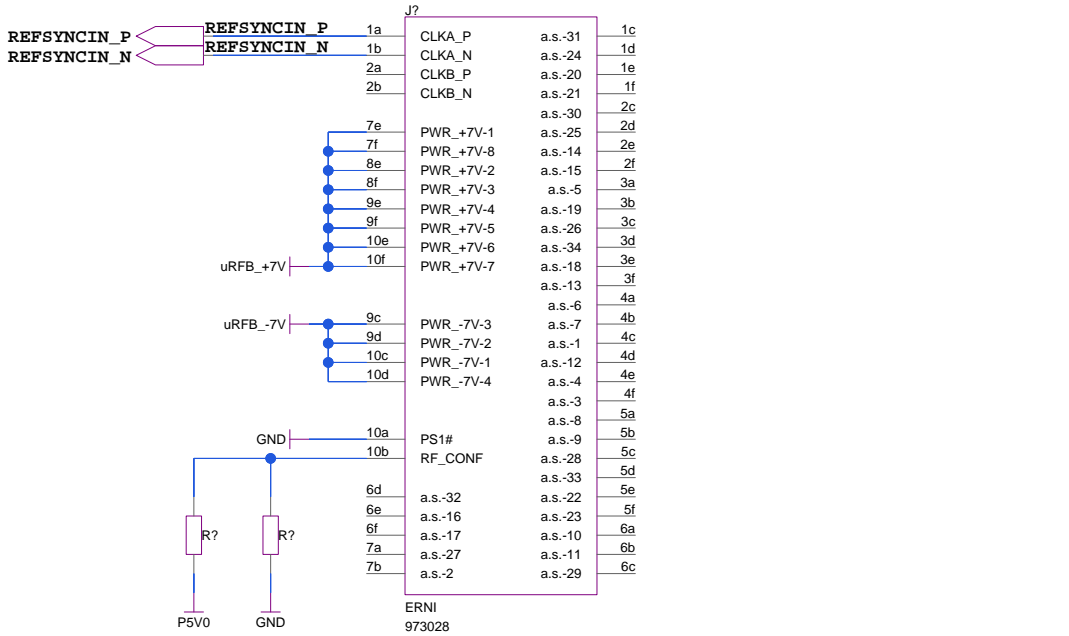 J?
REFSYNCIN_P REFSYNCIN_P 1a CLKA_P a.s.-31 1c
REFSYNCIN_N REFSYNCIN_N 1b CLKA_N a.s.-24 1d
2a CLKB_P a.s.-20 1e
2b CLKB_N a.s.-21 1f
a.s.-30 2c
7e PWR_+7V-1 a.s.-25 2d
7f PWR_+7V-8 a.s.-14 2e
8e PWR_+7V-2 a.s.-15 2f
8f PWR_+7V-3 a.s.-5 3a
9e PWR_+7V-4 a.s.-19 3b
9f PWR_+7V-5 a.s.-26 3c
10e PWR_+7V-6 a.s.-34 3d
uRFB_+7V 10f PWR_+7V-7 a.s.-18 3e
a.s.-13 3f
a.s.-6 4a
uRFB_-7V 9c PWR_-7V-3 a.s.-7 4b
9d PWR_-7V-2 a.s.-1 4c
10c PWR_-7V-1 a.s.-12 4d
10d PWR_-7V-4 a.s.-4 4e
a.s.-3 4f
a.s.-8 5a
GND 10a PS1# a.s.-9 5b
10b RF_CONF a.s.-28 5c
a.s.-33 5d
6d a.s.-32 a.s.-22 5e
6e a.s.-16 a.s.-23 5f
R? R? 6f a.s.-17 a.s.-10 6a
7a a.s.-27 a.s.-11 6b
7b a.s.-2 a.s.-29 6c
ERNI
P5V0 GND 973028